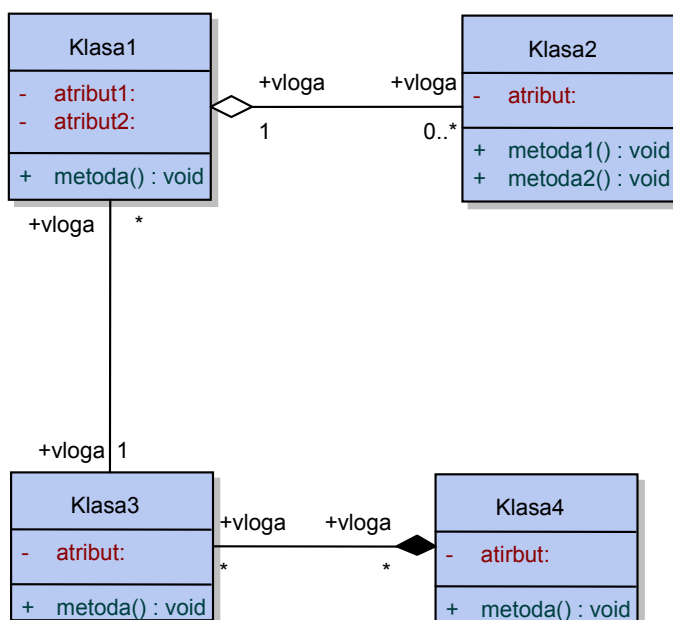 Klasa1
- atribut1:
- atribut2:
+ metoda() : void
+vloga
1
+vloga
0..*
Klasa2
- atribut:
+ metoda1() : void
+ metoda2() : void
+vloga *
+vloga 1
Klasa3
- atribut:
+ metoda() : void
+vloga
*
+vloga
*
Klasa4
- atirbut:
+ metoda() : void